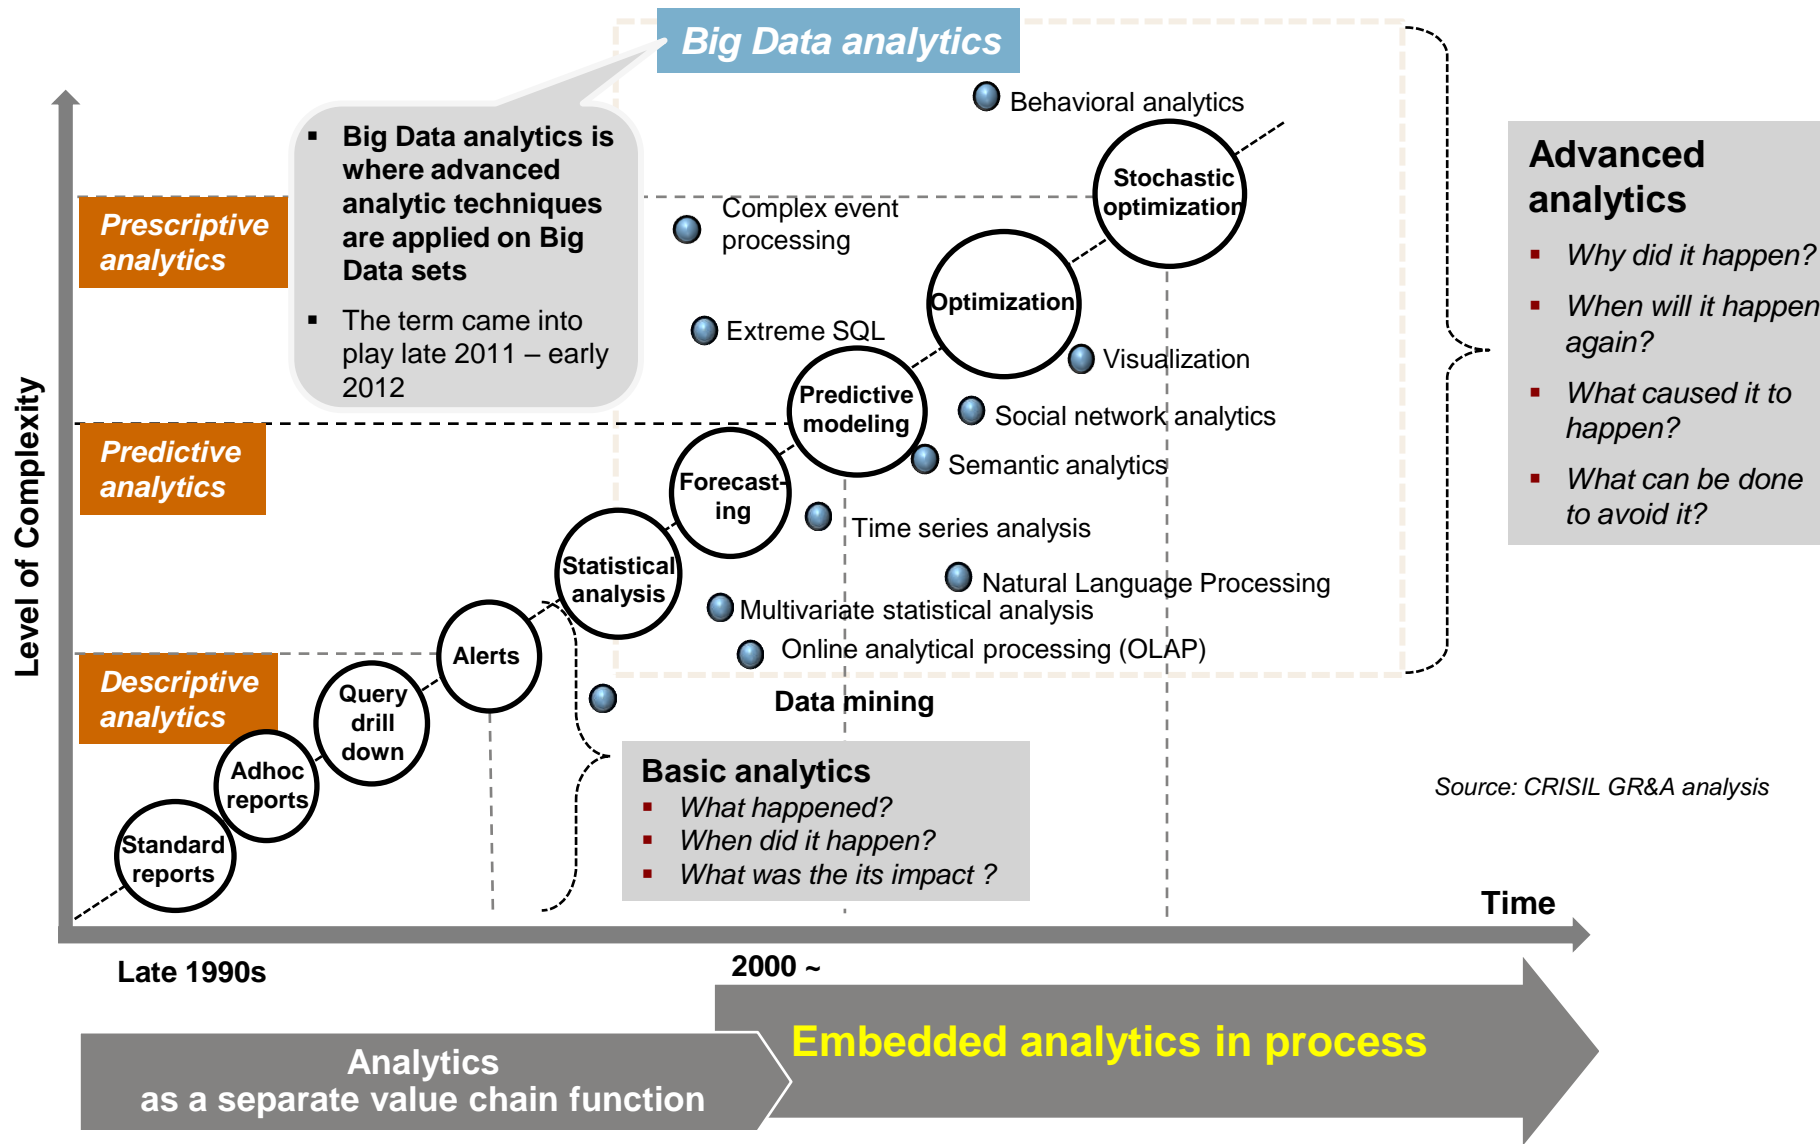 Big Data analytics
Behavioral analytics
▪ Big Data analytics is
where advanced
analytic techniques
are applied on Big
Data sets
▪ The term came into
play late 2011 – early
2012
Advanced
analytics
▪ Why did it happen?
▪ When will it happen
again?
▪ What caused it to
happen?
▪ What can be done
to avoid it?
Stochastic
optimization
Prescriptive
analytics
Complex event
processing
Optimization
Extreme SQL
Visualization
Predictive
modeling
Social network analytics
Predictive
analytics
Semantic analytics
Forecast-
ing
Time series analysis
Statistical
analysis
Natural Language Processing
Multivariate statistical analysis
Online analytical processing (OLAP)
Alerts
Descriptive
analytics
Query
drill
down
Data mining
Adhoc
reports
Standard
reports
Basic analytics
▪ What happened?
▪ When did it happen?
▪ What was the its impact ?
Source: CRISIL GR&A analysis
Level of Complexity
Time
Late 1990s
2000 ~
Embedded analytics in process
Analytics
as a separate value chain function